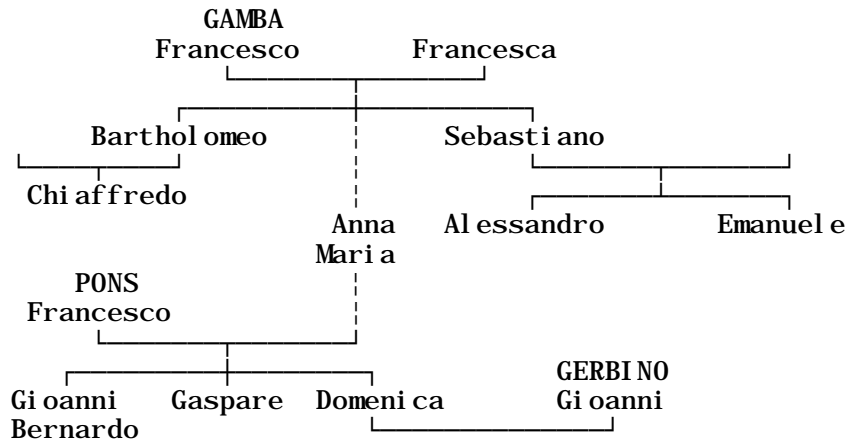 GAMBA
Francesco Francesca
Bartholomeo Sebastiano
Chiaffredo
Anna Alessandro Emanuele
Maria
PONS
Francesco
GERBINO
Gioanni Gaspare Domenica Gioanni
Bernardo